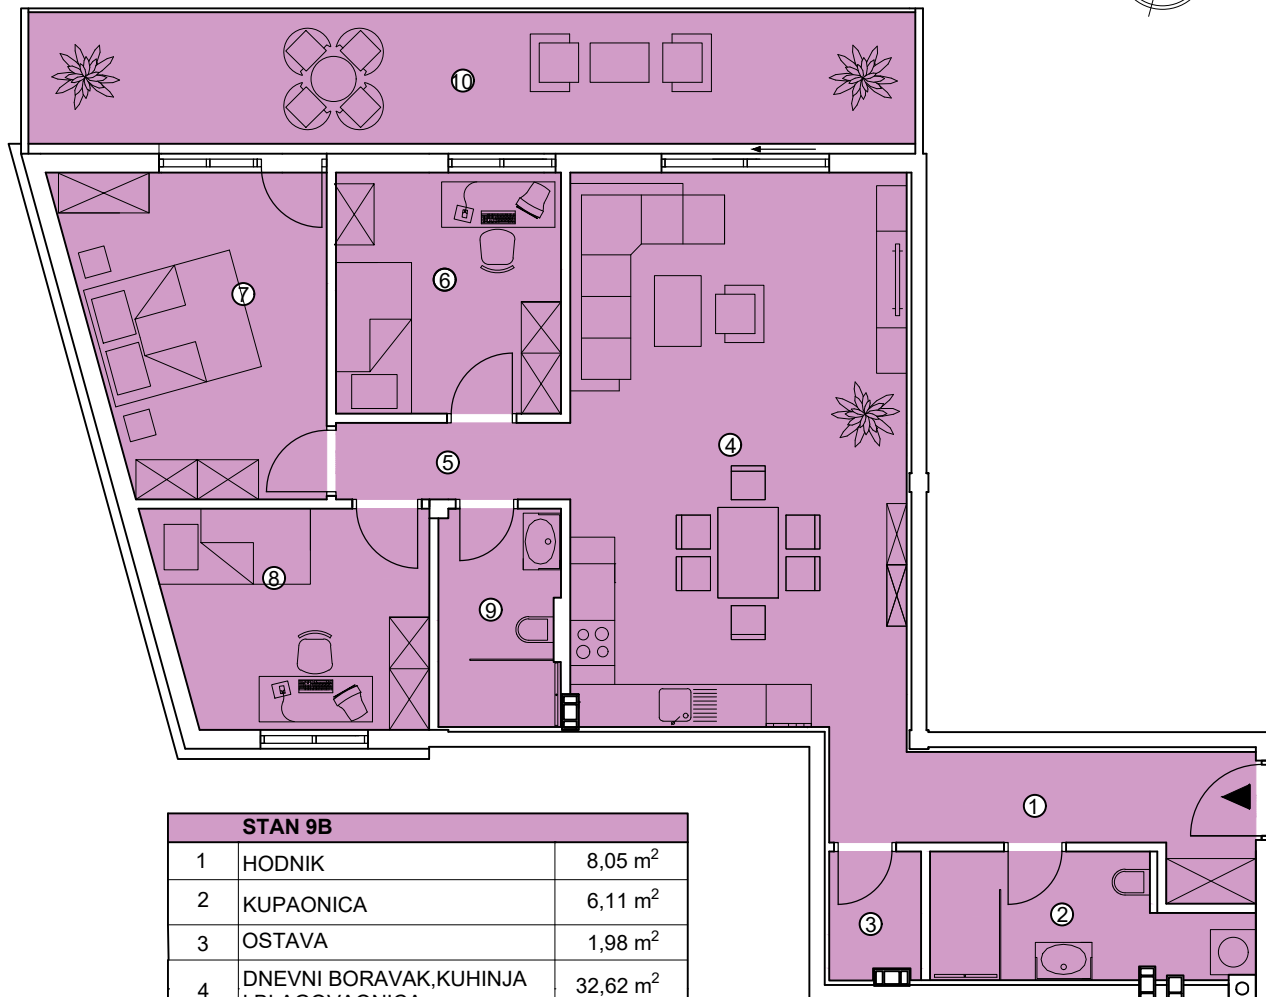 10
7
6
5
4
8
9
1
3
2
STAN 9B
1 HODNIK 8,05 m²
2 KUPAONICA 6,11 m²
3 OSTAVA 1,98 m²
4 DNEVNI BORAVAK,KUHINJA 32,62 m²